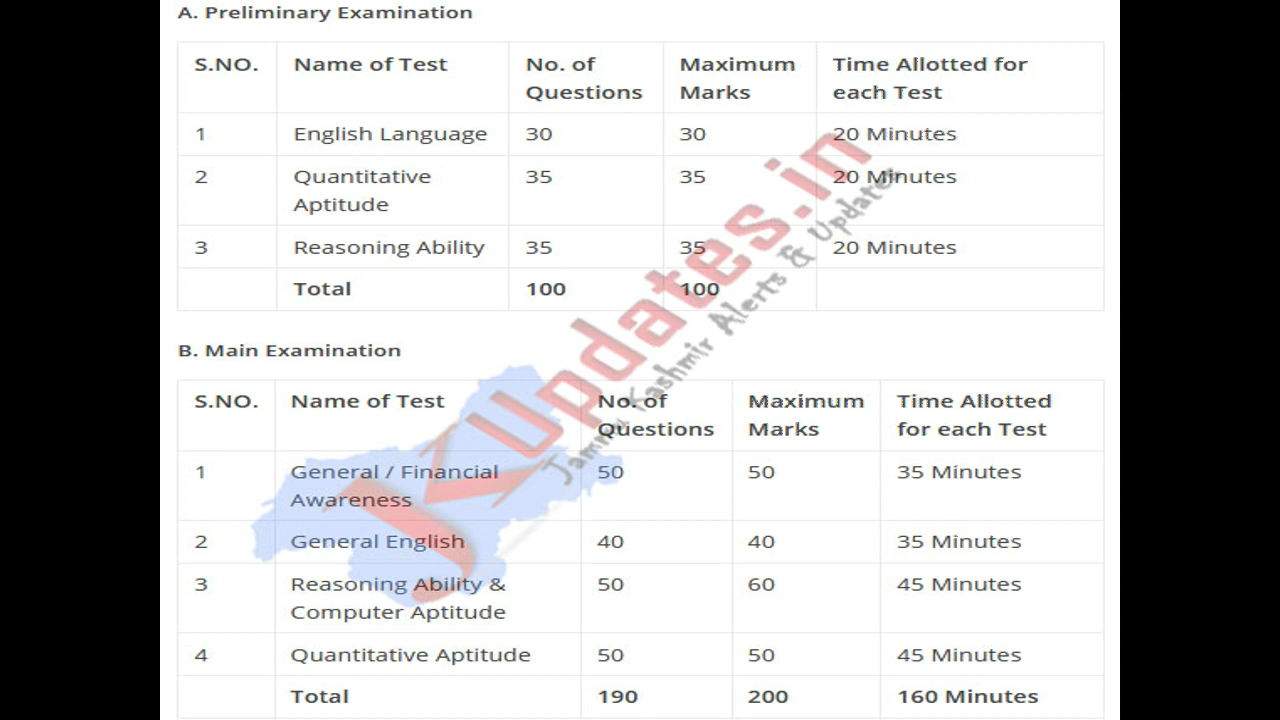 A. Preliminary Examination
S.NO. Name of Test No. of Questions Maximum Marks Time Allotted for each Test
1 English Language 30 30 20 Minutes
2 Quantitative Aptitude 35 35 20 Minutes
3 Reasoning Ability 35 35 20 Minutes
Total 100 100
B. Main Examination
S.NO. Name of Test No. of Questions Maximum Marks Time Allotted for each Test
1 General / Financial Awareness 50 50 35 Minutes
2 General English 40 40 35 Minutes
3 Reasoning Ability & Computer Aptitude 50 60 45 Minutes
4 Quantitative Aptitude 50 50 45 Minutes
Total 190 200 160 Minutes
JKUpdates.in
Jammu Kashmir Alerts & Updates